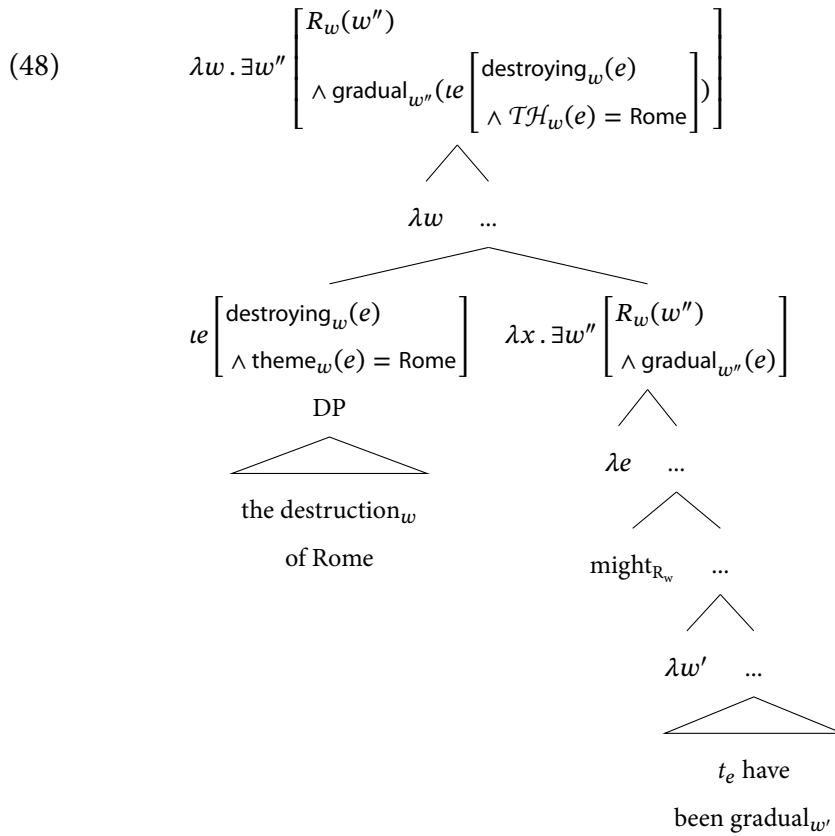 (48)
λw . ∃w″ [ R_w(w″)
∧ gradual_w″(ιe [ destroying_w(e)
∧ 𝒯ℋ_w(e) = Rome ]) ]
λw ...
ιe [ destroying_w(e)
∧ theme_w(e) = Rome ]
λx . ∃w″ [ R_w(w″)
∧ gradual_w″(e) ]
DP
the destruction_w
of Rome
λe ...
might_R_w ...
λw′ ...
t_e have
been gradual_w′